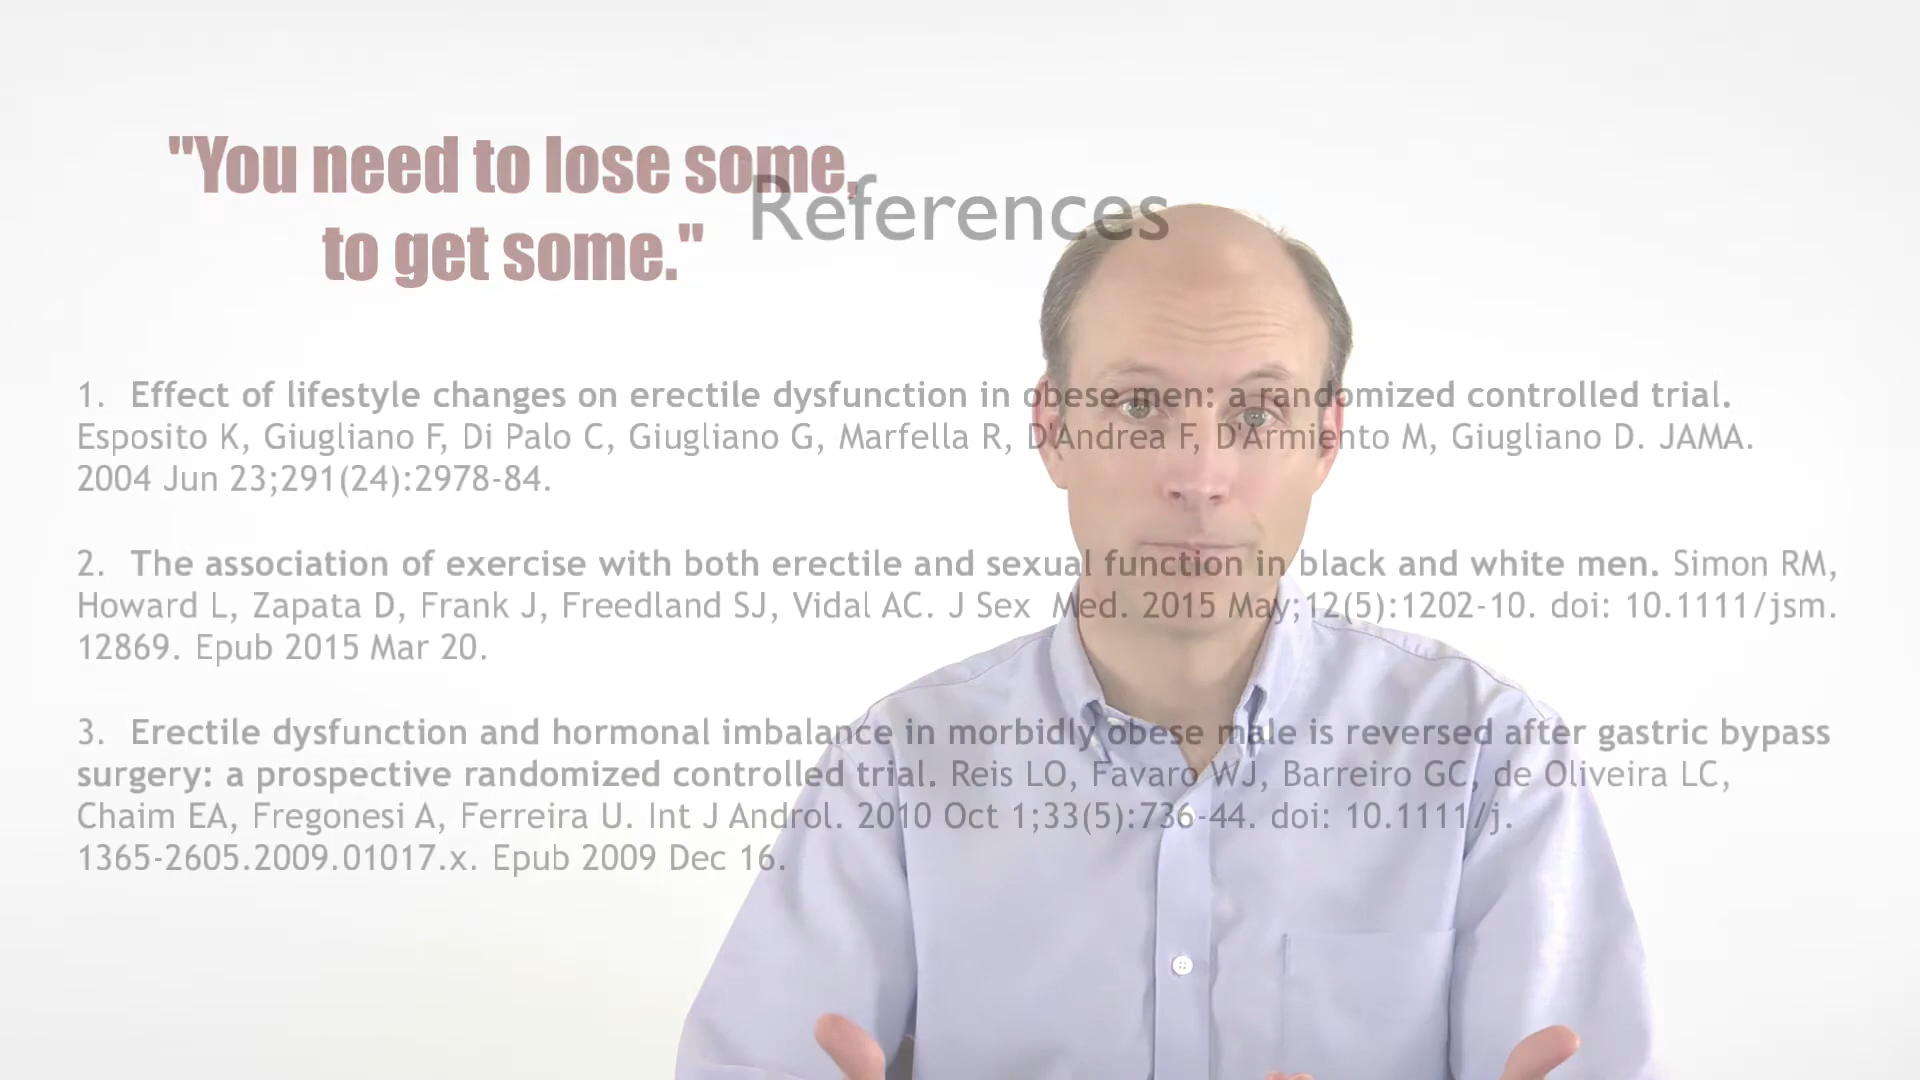 "You need to lose some,
to get some."
References
1. Effect of lifestyle changes on erectile dysfunction in obese men: a randomized controlled trial.
Esposito K, Giugliano F, Di Palo C, Giugliano G, Marfella R, D'Andrea F, D'Armiento M, Giugliano D. JAMA.
2004 Jun 23;291(24):2978-84.
2. The association of exercise with both erectile and sexual function in black and white men. Simon RM,
Howard L, Zapata D, Frank J, Freedland SJ, Vidal AC. J Sex Med. 2015 May;12(5):1202-10. doi: 10.1111/jsm.
12869. Epub 2015 Mar 20.
3. Erectile dysfunction and hormonal imbalance in morbidly obese male is reversed after gastric bypass
surgery: a prospective randomized controlled trial. Reis LO, Favaro WJ, Barreiro GC, de Oliveira LC,
Chaim EA, Fregonesi A, Ferreira U. Int J Androl. 2010 Oct 1;33(5):736-44. doi: 10.1111/j.
1365-2605.2009.01017.x. Epub 2009 Dec 16.